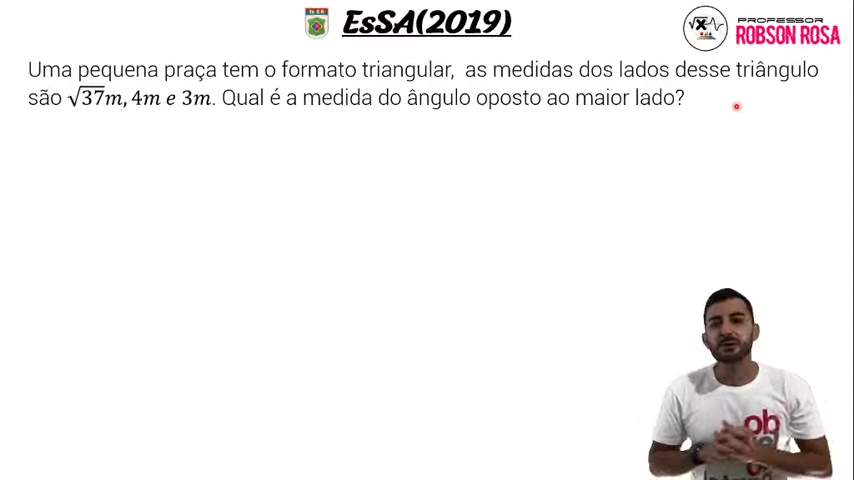 EsSA(2019)
PROFESSOR
ROBSON ROSA
Uma pequena praça tem o formato triangular, as medidas dos lados desse triângulo
são √37m, 4m e 3m. Qual é a medida do ângulo oposto ao maior lado?
ob